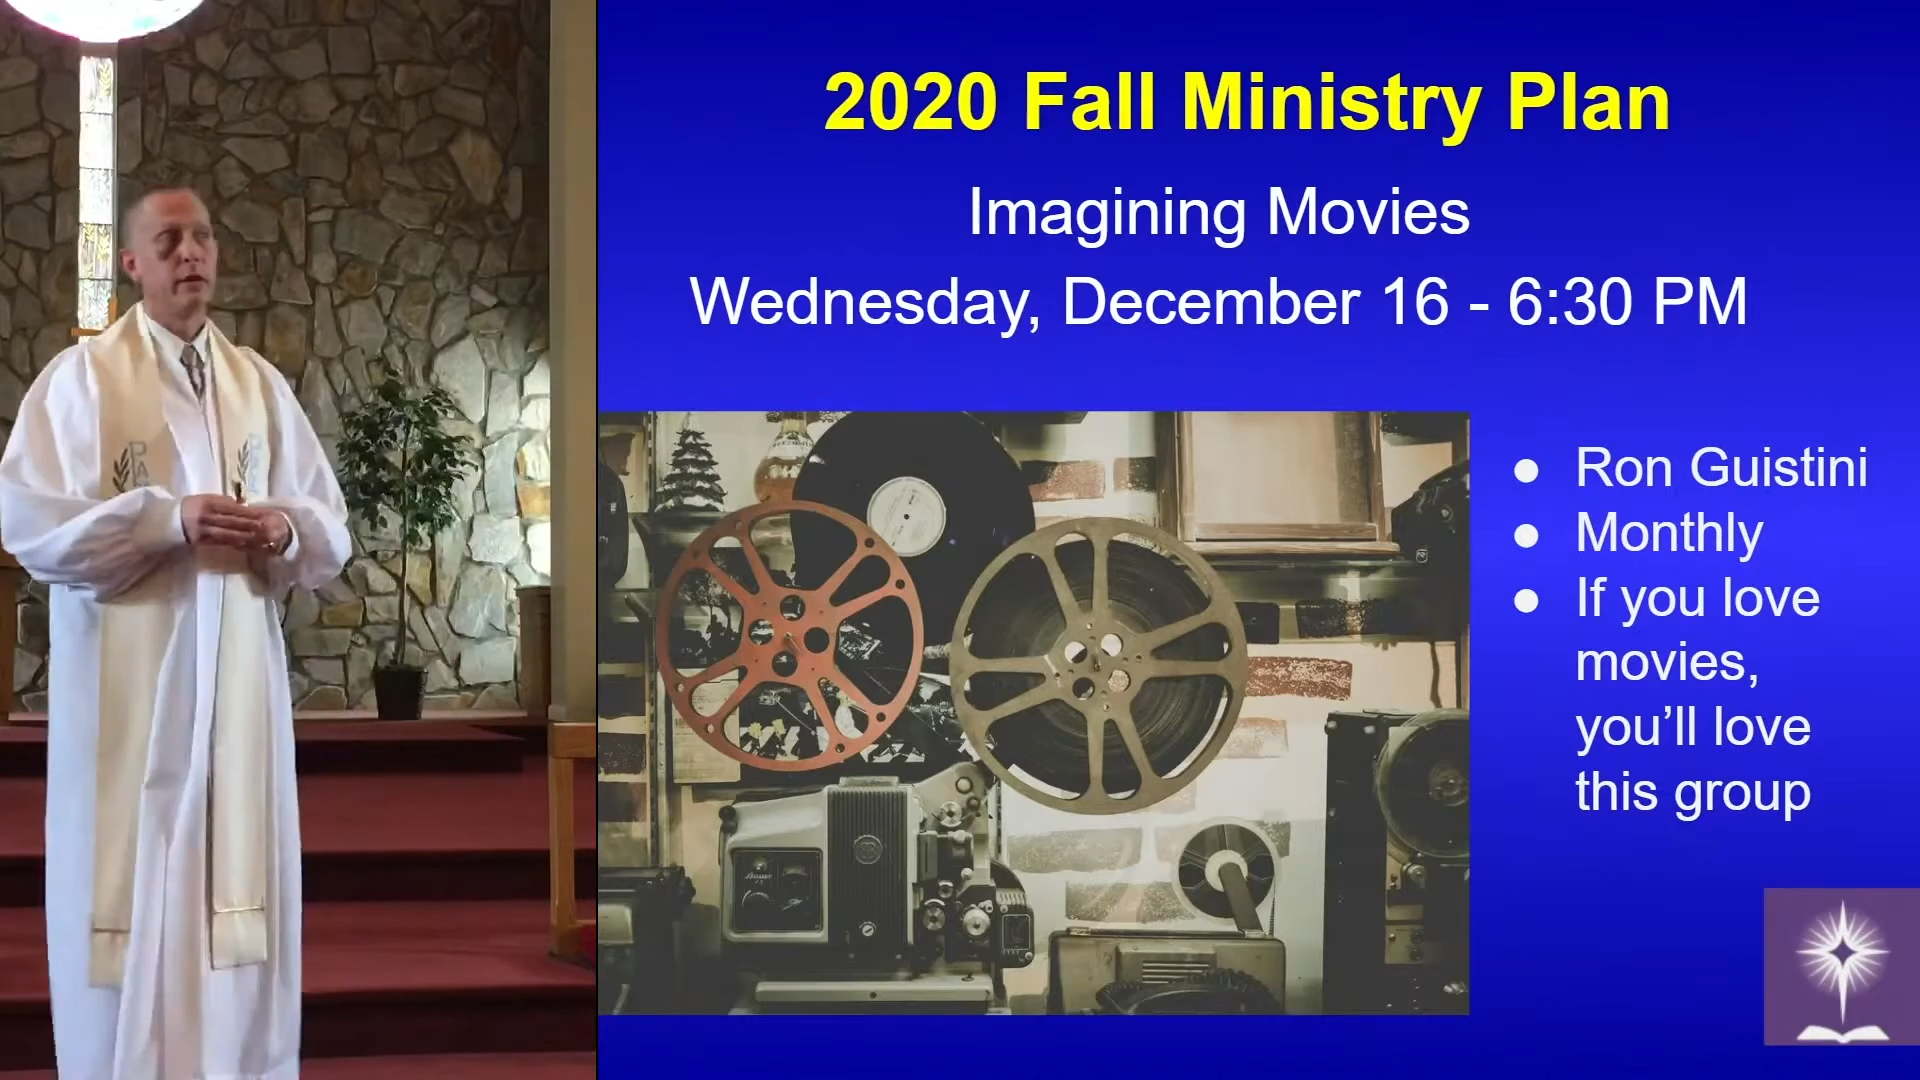 2020 Fall Ministry Plan
Imagining Movies
Wednesday, December 16 - 6:30 PM
Ron Guistini
Monthly
If you love
movies,
you'll love
this group
Bauer